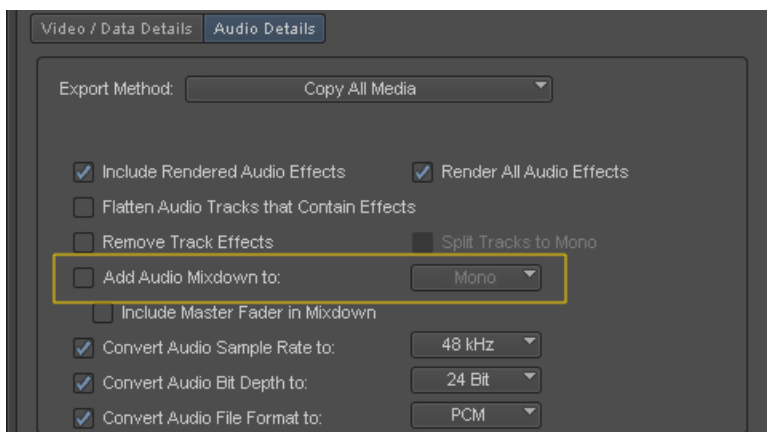 Video / Data Details Audio Details
Export Method: Copy All Media
Include Rendered Audio Effects Render All Audio Effects
Flatten Audio Tracks that Contain Effects
Remove Track Effects Split Tracks to Mono
Add Audio Mixdown to: Mono
Include Master Fader in Mixdown
Convert Audio Sample Rate to: 48 kHz
Convert Audio Bit Depth to: 24 Bit
Convert Audio File Format to: PCM